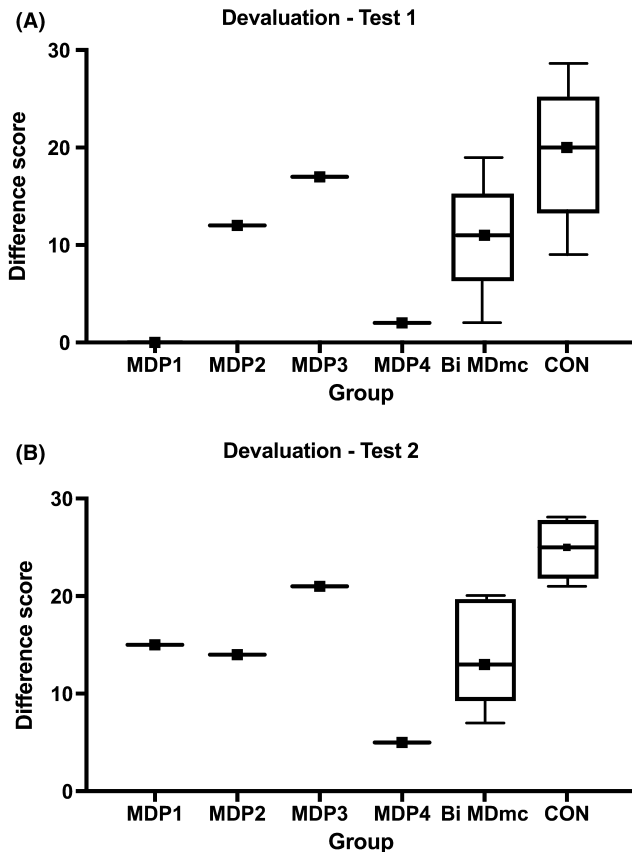 (A)
Devaluation - Test 1
Difference score
30
20
10
0
MDP1 MDP2 MDP3 MDP4 Bi MDmc CON
Group
(B)
Devaluation - Test 2
Difference score
30
20
10
0
MDP1 MDP2 MDP3 MDP4 Bi MDmc CON
Group